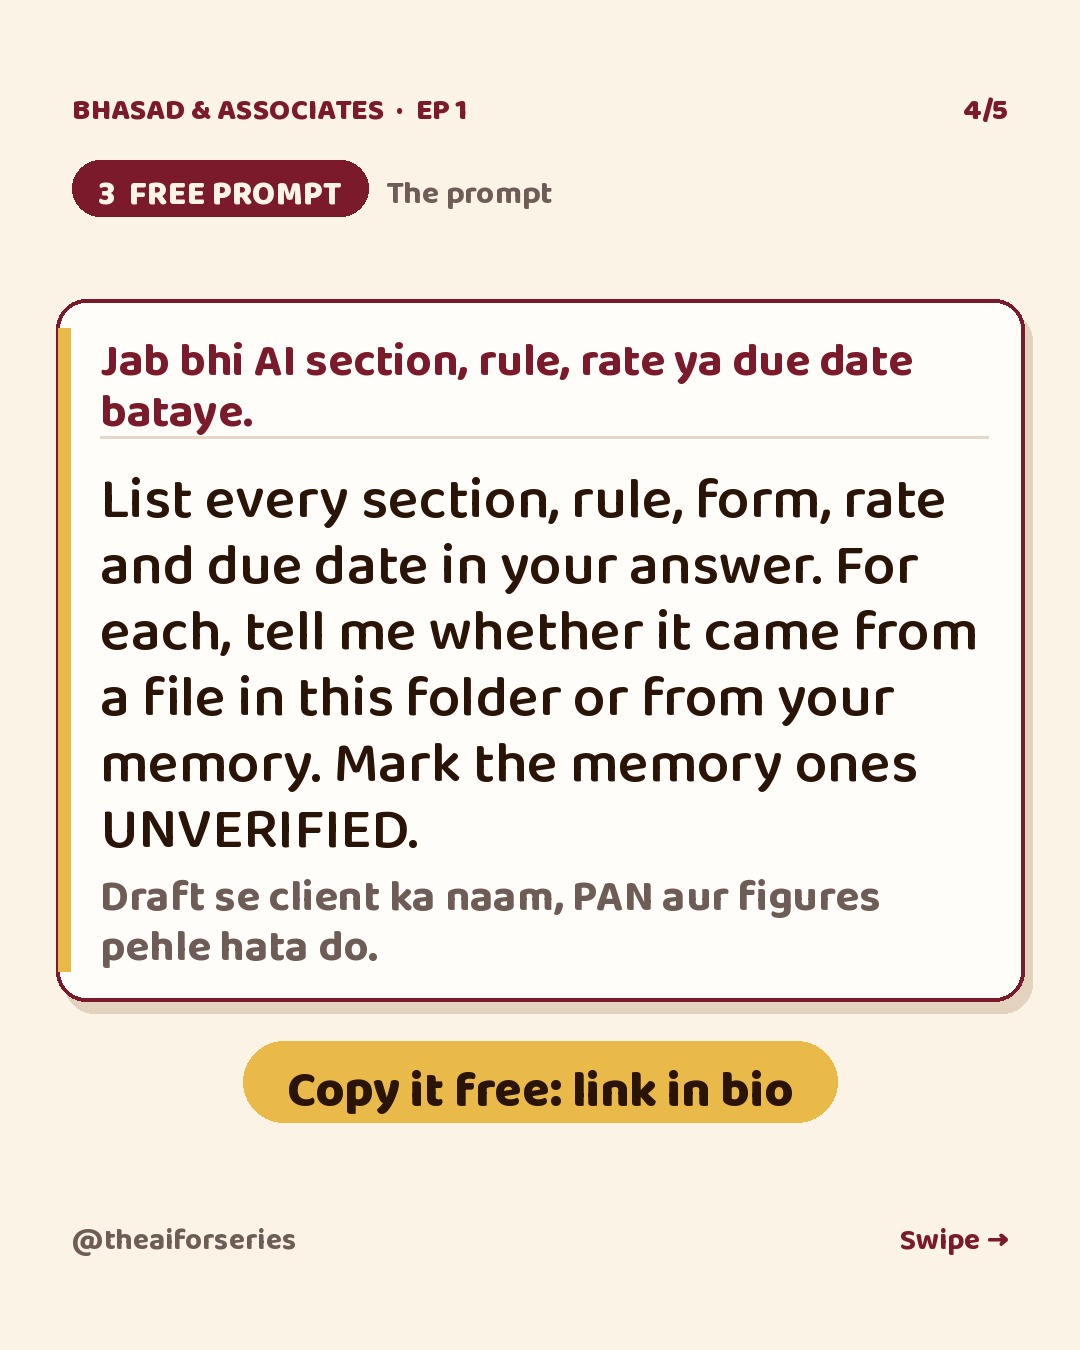 BHASAD & ASSOCIATES · EP 1
4/5
3 FREE PROMPT
The prompt
Jab bhi AI section, rule, rate ya due date
bataye.
List every section, rule, form, rate
and due date in your answer. For
each, tell me whether it came from
a file in this folder or from your
memory. Mark the memory ones
UNVERIFIED.
Draft se client ka naam, PAN aur figures
pehle hata do.
Copy it free: link in bio
@theaiforseries
Swipe →